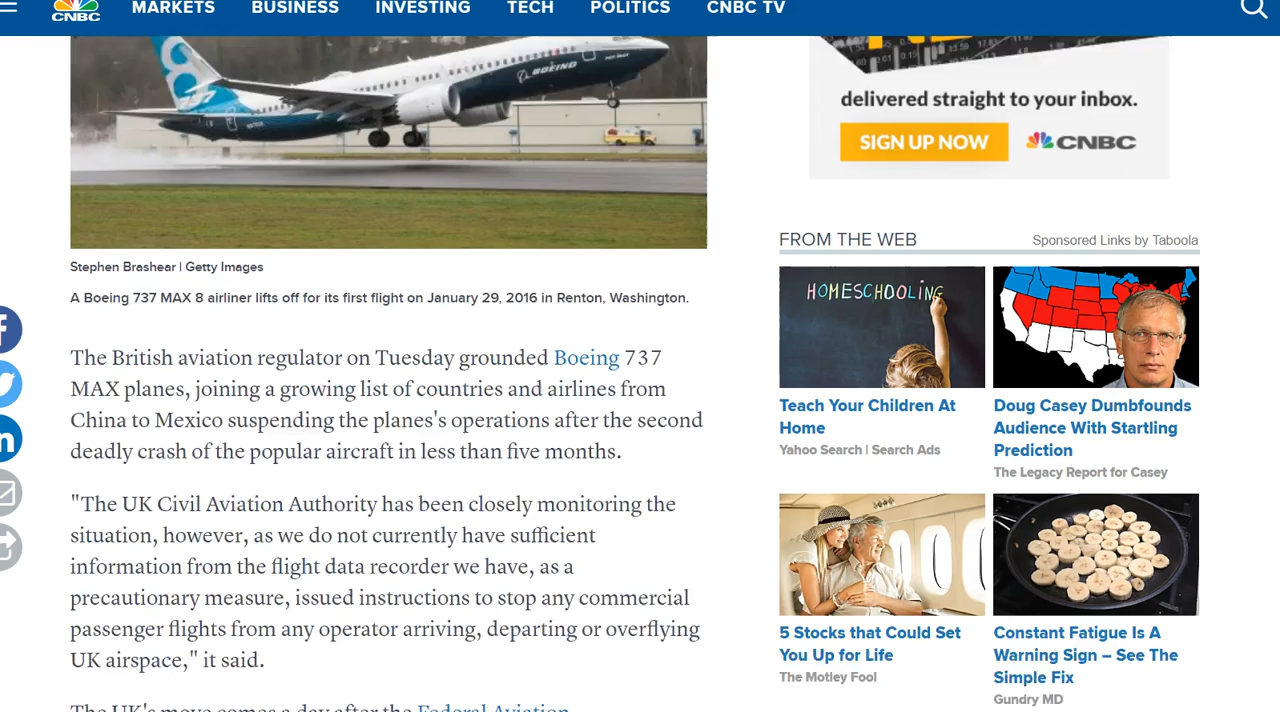 MARKETS BUSINESS INVESTING TECH POLITICS CNBC TV
CNBC
BOEING
Stephen Brashear | Getty Images
A Boeing 737 MAX 8 airliner lifts off for its first flight on January 29, 2016 in Renton, Washington.
The British aviation regulator on Tuesday grounded Boeing 737
MAX planes, joining a growing list of countries and airlines from
China to Mexico suspending the planes's operations after the second
deadly crash of the popular aircraft in less than five months.
"The UK Civil Aviation Authority has been closely monitoring the
situation, however, as we do not currently have sufficient
information from the flight data recorder we have, as a
precautionary measure, issued instructions to stop any commercial
passenger flights from any operator arriving, departing or overflying
UK airspace," it said.
The UK's move comes a day after the Federal Aviation
delivered straight to your inbox.
SIGN UP NOW
CNBC
FROM THE WEB
Sponsored Links by Taboola
HOMESCHOOLING
Teach Your Children At
Home
Yahoo Search | Search Ads
Doug Casey Dumbfounds
Audience With Startling
Prediction
The Legacy Report for Casey
5 Stocks that Could Set
You Up for Life
The Motley Fool
Constant Fatigue Is A
Warning Sign – See The
Simple Fix
Gundry MD